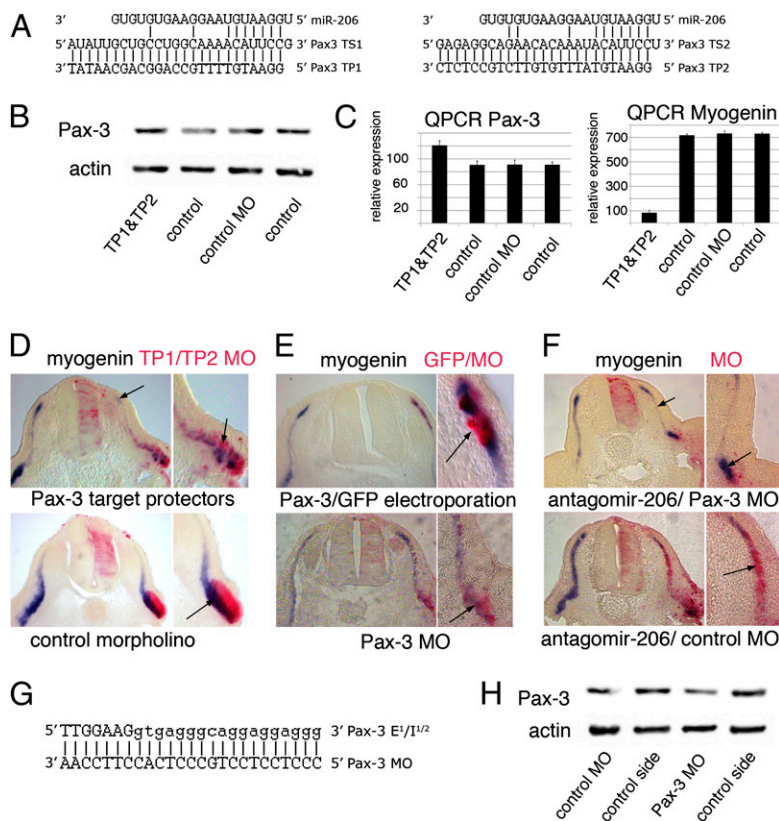 A
3' GUGUGUGAAGGAAUGUAAGGU 5' miR-206
AUAUUGCUGCCUGGCAAAACAUUCCG 3' Pax3 TS1
3' TATAACGACGGACCGTTTTGTAAGG 5' Pax3 TP1
3' GUGUGUGAAGGAAUGUAAGGU 5' miR-206
GAGAGGCAGAACACAAAUACAUUCCU 3' Pax3 TS2
3' CTCTCCGTCTTGTGTTTATGTAAGG 5' Pax3 TP2
B
Pax-3
actin
TP1&TP2
control
control MO
control
C
QPCR Pax-3
relative expression
100
80
60
40
20
TP1&TP2
control
control MO
control
QPCR Myogenin
relative expression
700
500
300
100
TP1&TP2
control
control MO
control
D
myogenin TP1/TP2 MO
Pax-3 target protectors
control morpholino
E
myogenin GFP/MO
Pax-3/GFP electroporation
Pax-3 MO
F
myogenin MO
antagomir-206/ Pax-3 MO
antagomir-206/ control MO
G
5' TTGGAAGgtgagggcaggaggaggg 3' Pax-3 E¹/I¹/²
3' AACCTTCCACTCCCGTCCTCCTCCC 5' Pax-3 MO
H
Pax-3
actin
control MO
control side
Pax-3 MO
control side